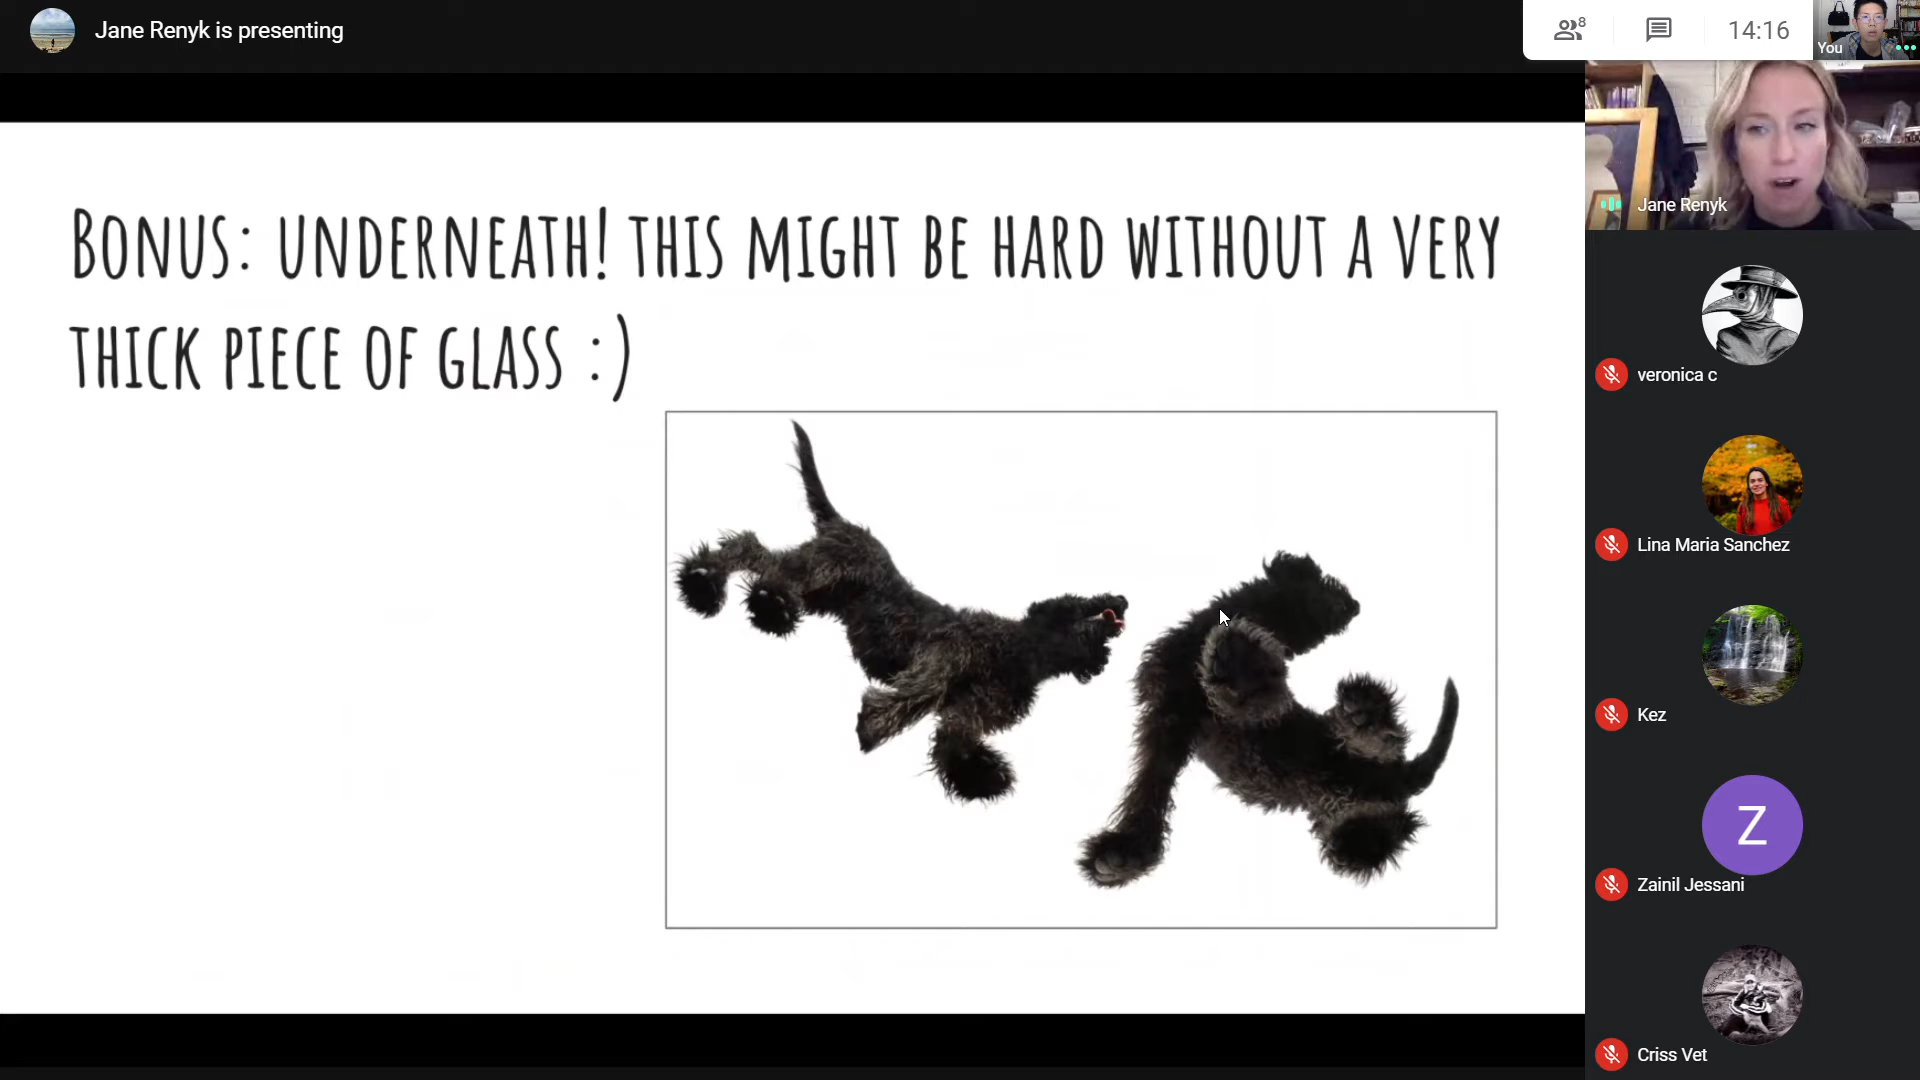 Jane Renyk is presenting
8
14:16
You
Bonus: underneath! this might be hard without a very
thick piece of glass :)
Jane Renyk
veronica c
Lina Maria Sanchez
Kez
Z
Zainil Jessani
Criss Vet